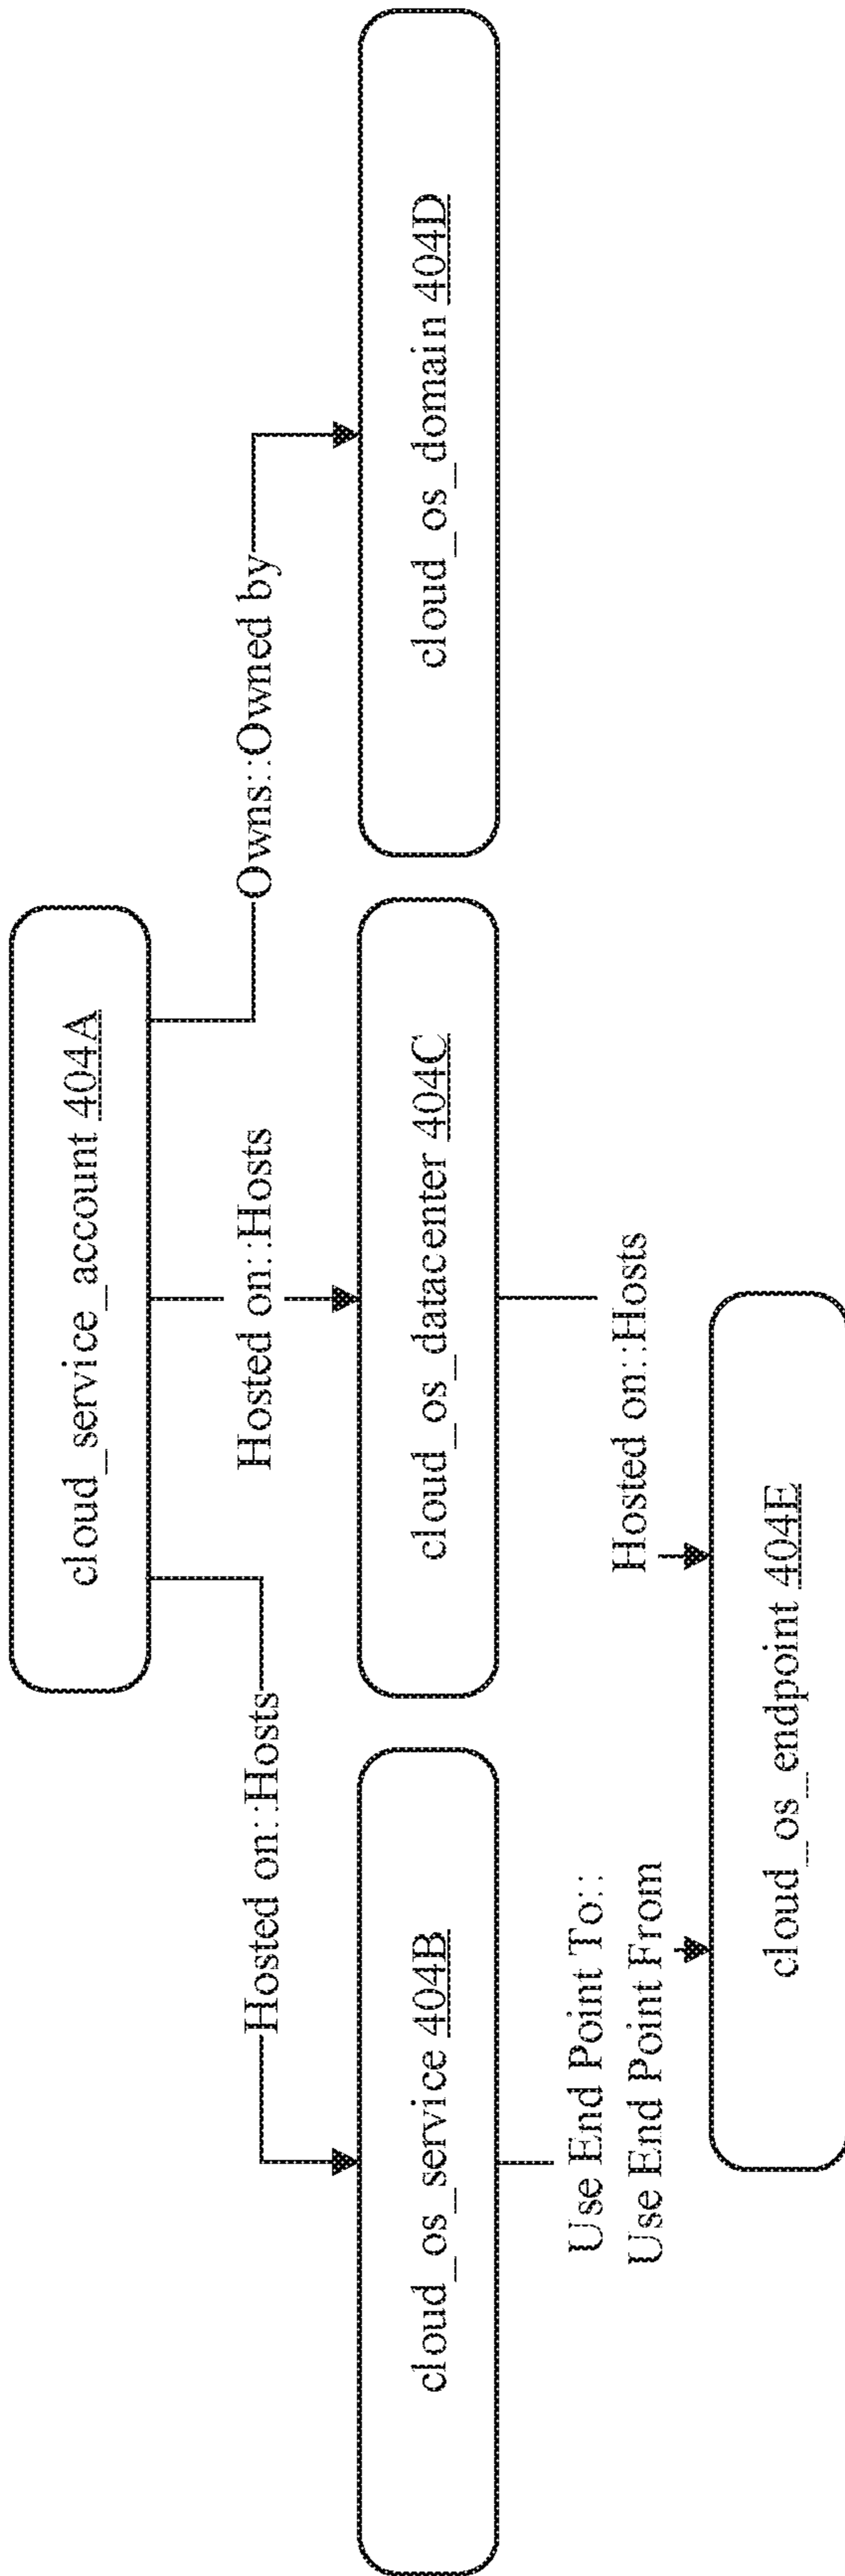 cloud_service_account 404A
Hosted on::Hosts
Hosted on::Hosts
Owns::Owned by
cloud_os_service 404B
cloud_os_datacenter 404C
cloud_os_domain 404D
Use End Point To::
Use End Point From
Hosted on::Hosts
cloud_os_endpoint 404E